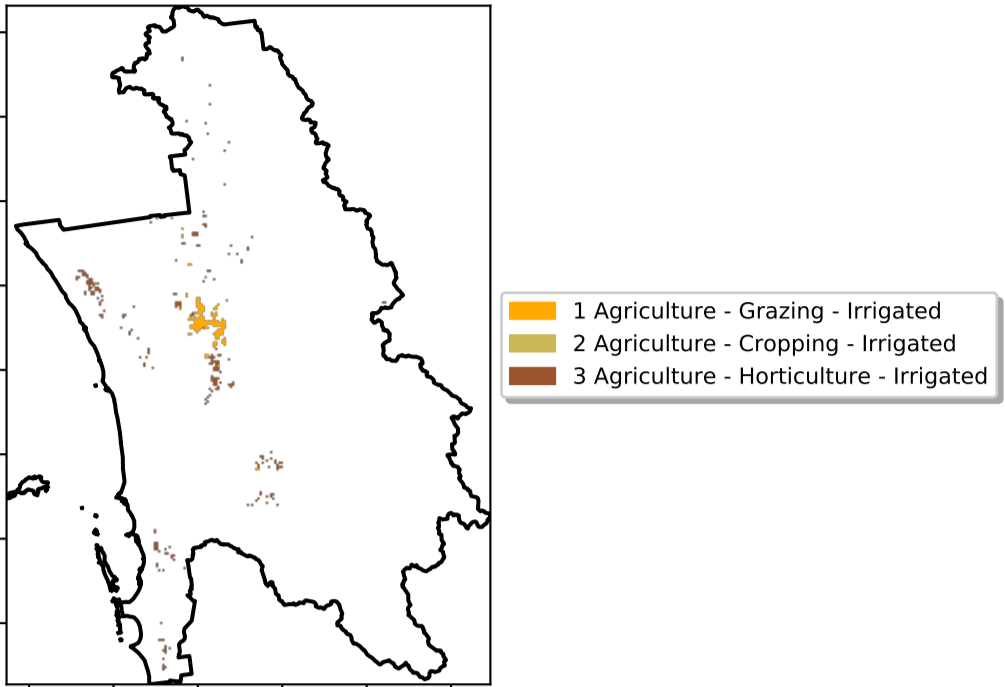 1 Agriculture - Grazing - Irrigated
2 Agriculture - Cropping - Irrigated
3 Agriculture - Horticulture - Irrigated